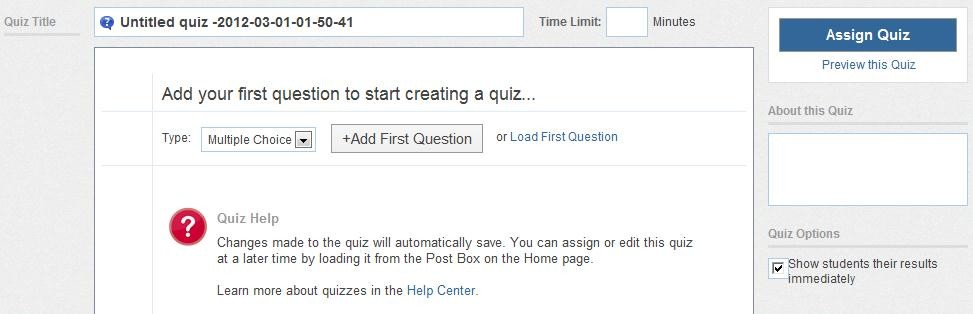 Quiz Title
Untitled quiz -2012-03-01-01-50-41
Time Limit: Minutes
Assign Quiz
Preview this Quiz
Add your first question to start creating a quiz...
Type: Multiple Choice +Add First Question or Load First Question
About this Quiz
Quiz Help
Changes made to the quiz will automatically save. You can assign or edit this quiz
at a later time by loading it from the Post Box on the Home page.
Learn more about quizzes in the Help Center.
Quiz Options
Show students their results
immediately